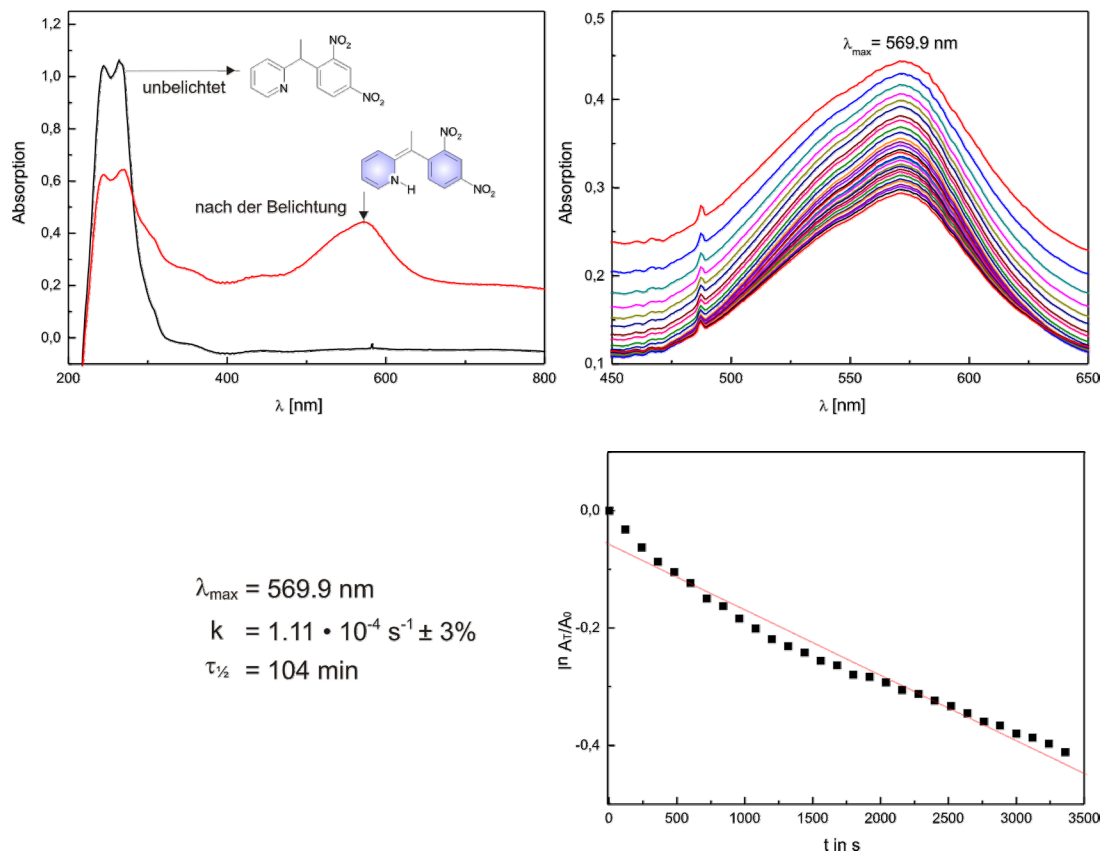 1,2
1,0
0,8
0,6
0,4
0,2
0,0
Absorption
200
400
600
800
λ [nm]
unbelichtet
NO₂
N
NO₂
nach der Belichtung
NO₂
N
H
NO₂
0,5
0,4
0,3
0,2
0,1
Absorption
450
500
550
600
650
λ [nm]
λmax = 569.9 nm
λmax = 569.9 nm
k = 1.11 • 10⁻⁴ s⁻¹ ± 3%
τ½ = 104 min
0,0
-0,2
-0,4
ln AT/A0
0
500
1000
1500
2000
2500
3000
3500
t in s